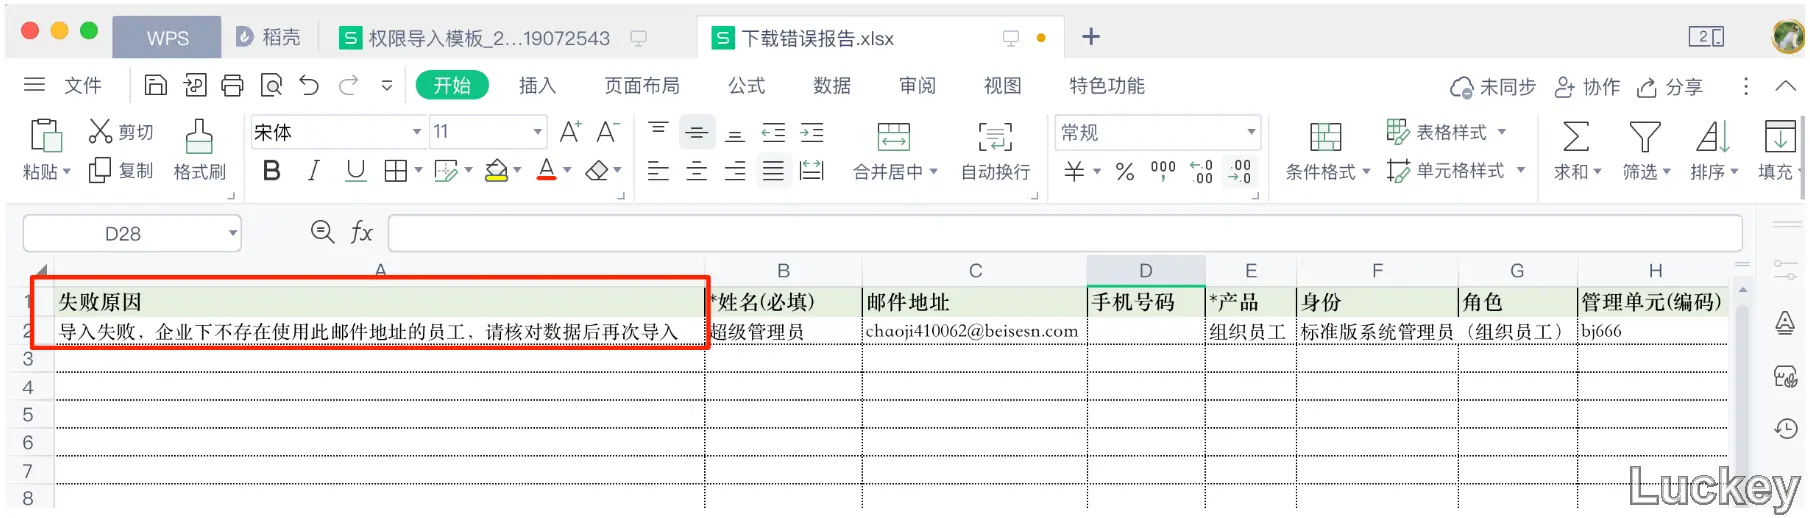 WPS 稻壳 权限导入模板_2...19072543 下载错误报告.xlsx + 2
文件 开始 插入 页面布局 公式 数据 审阅 视图 特色功能 未同步 协作 分享
粘贴 剪切 复制 格式刷 宋体 11 A+ A- 合并居中 自动换行 常规 条件格式 表格样式 求和 筛选 排序 填充
B I U A ¥ % 000 ←.0 .00 .00 →.0 单元格样式
D28 fx
A B C D E F G H
1 失败原因 *姓名(必填) 邮件地址 手机号码 *产品 身份 角色 管理单元(编码)
2 导入失败，企业下不存在使用此邮件地址的员工，请核对数据后再次导入 超级管理员 chaoji410062@beisesn.com 组织员工 标准版系统管理员（组织员工） bj666
3
4
5
6
7
8
Luckey